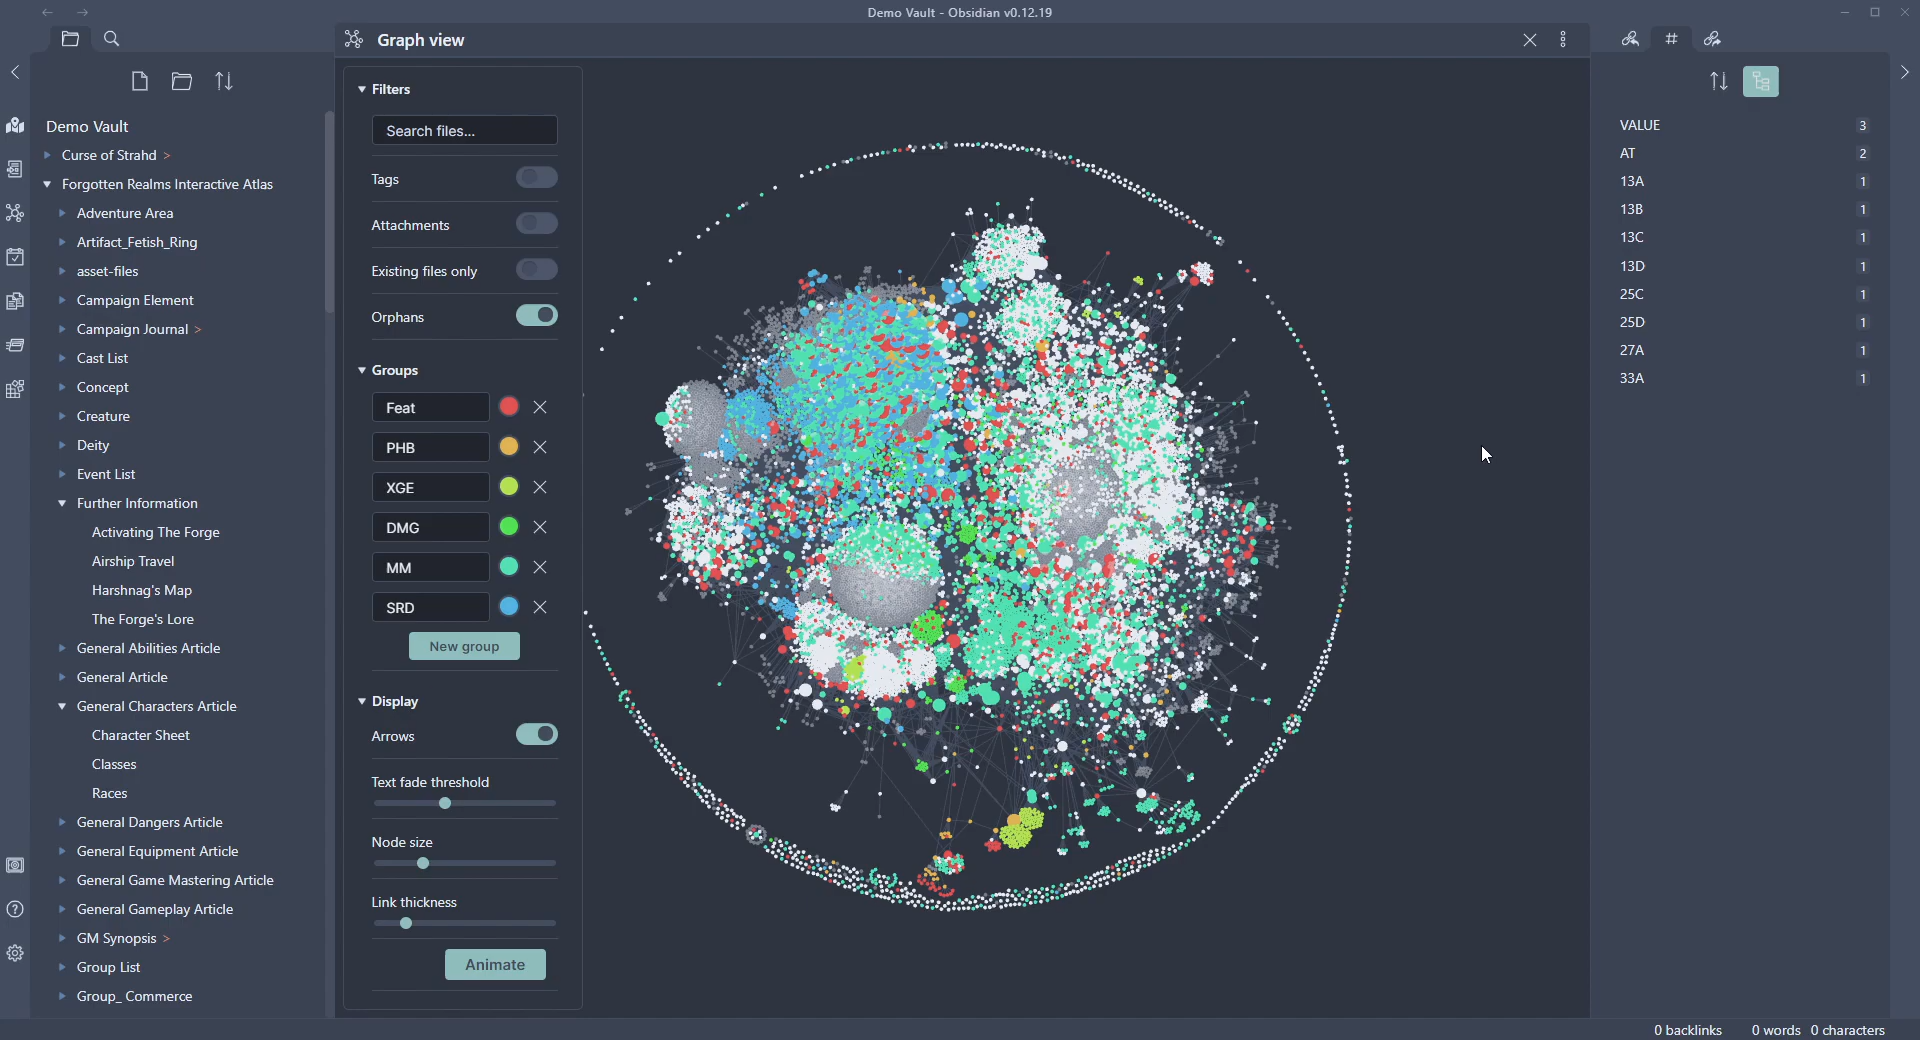 Demo Vault - Obsidian v0.12.19
Graph view
Demo Vault
Curse of Strahd >
Forgotten Realms Interactive Atlas
Adventure Area
Artifact_Fetish_Ring
asset-files
Campaign Element
Campaign Journal >
Cast List
Concept
Creature
Deity
Event List
Further Information
Activating The Forge
Airship Travel
Harshnag's Map
The Forge's Lore
General Abilities Article
General Article
General Characters Article
Character Sheet
Classes
Races
General Dangers Article
General Equipment Article
General Game Mastering Article
General Gameplay Article
GM Synopsis >
Group List
Group_ Commerce
Filters
Search files...
Tags
Attachments
Existing files only
Orphans
Groups
Feat
PHB
XGE
DMG
MM
SRD
New group
Display
Arrows
Text fade threshold
Node size
Link thickness
Animate
VALUE 3
AT 2
13A 1
13B 1
13C 1
13D 1
25C 1
25D 1
27A 1
33A 1
0 backlinks 0 words 0 characters